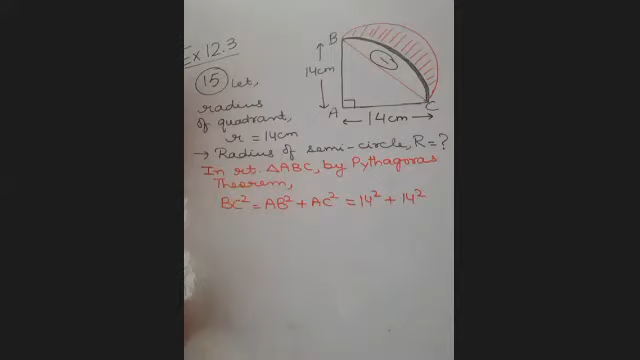 Ex 12.3
15 Let,
radius
of quadrant,
r = 14cm
B
14cm
A
14cm
C
→ Radius of semi-circle, R = ?
In rt. ΔABC, by Pythagoras
Theorem,
BC² = AB² + AC² = 14² + 14²